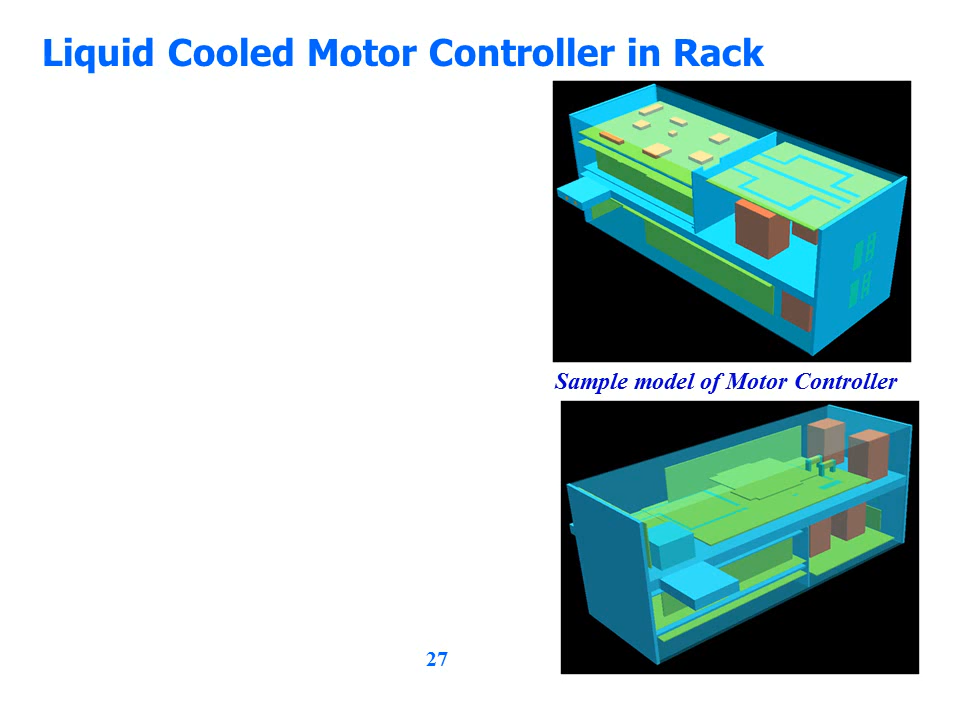 Liquid Cooled Motor Controller in Rack
Sample model of Motor Controller
27